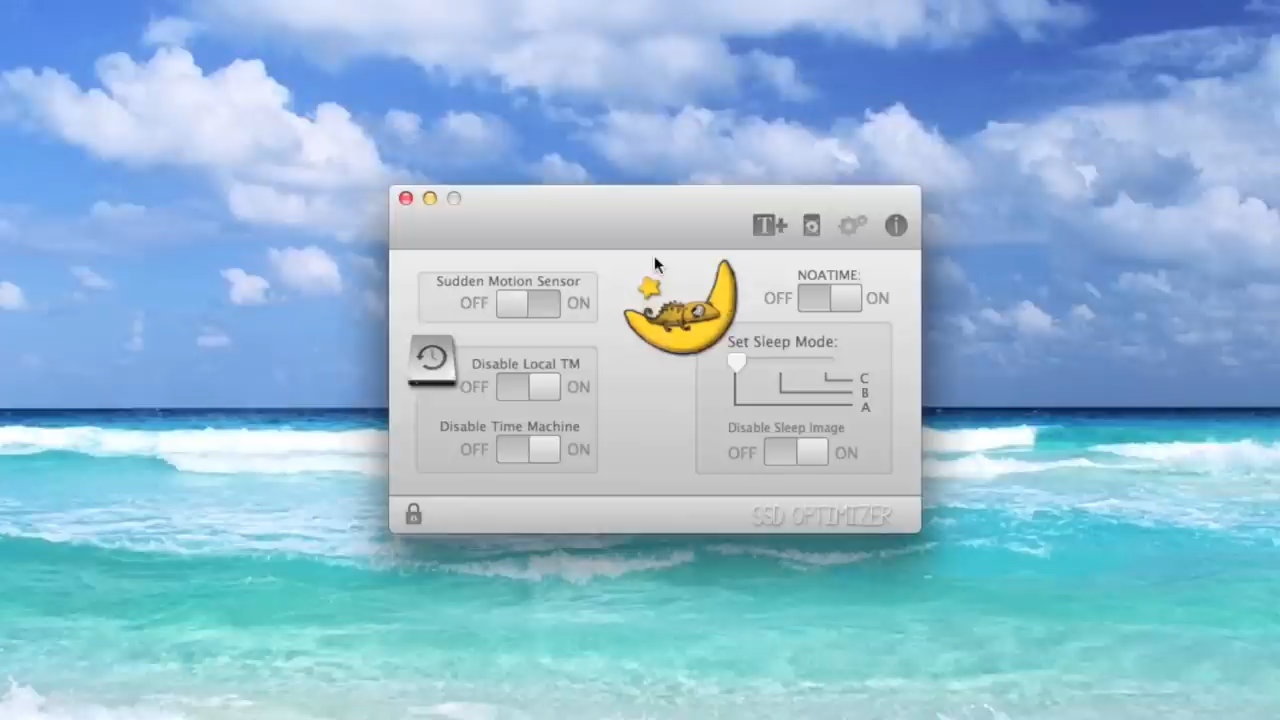 T+
i
Sudden Motion Sensor
OFF ON
NOATIME:
OFF ON
Disable Local TM
OFF ON
Disable Time Machine
OFF ON
Set Sleep Mode:
C
B
A
Disable Sleep Image
OFF ON
SSD OPTIMIZER